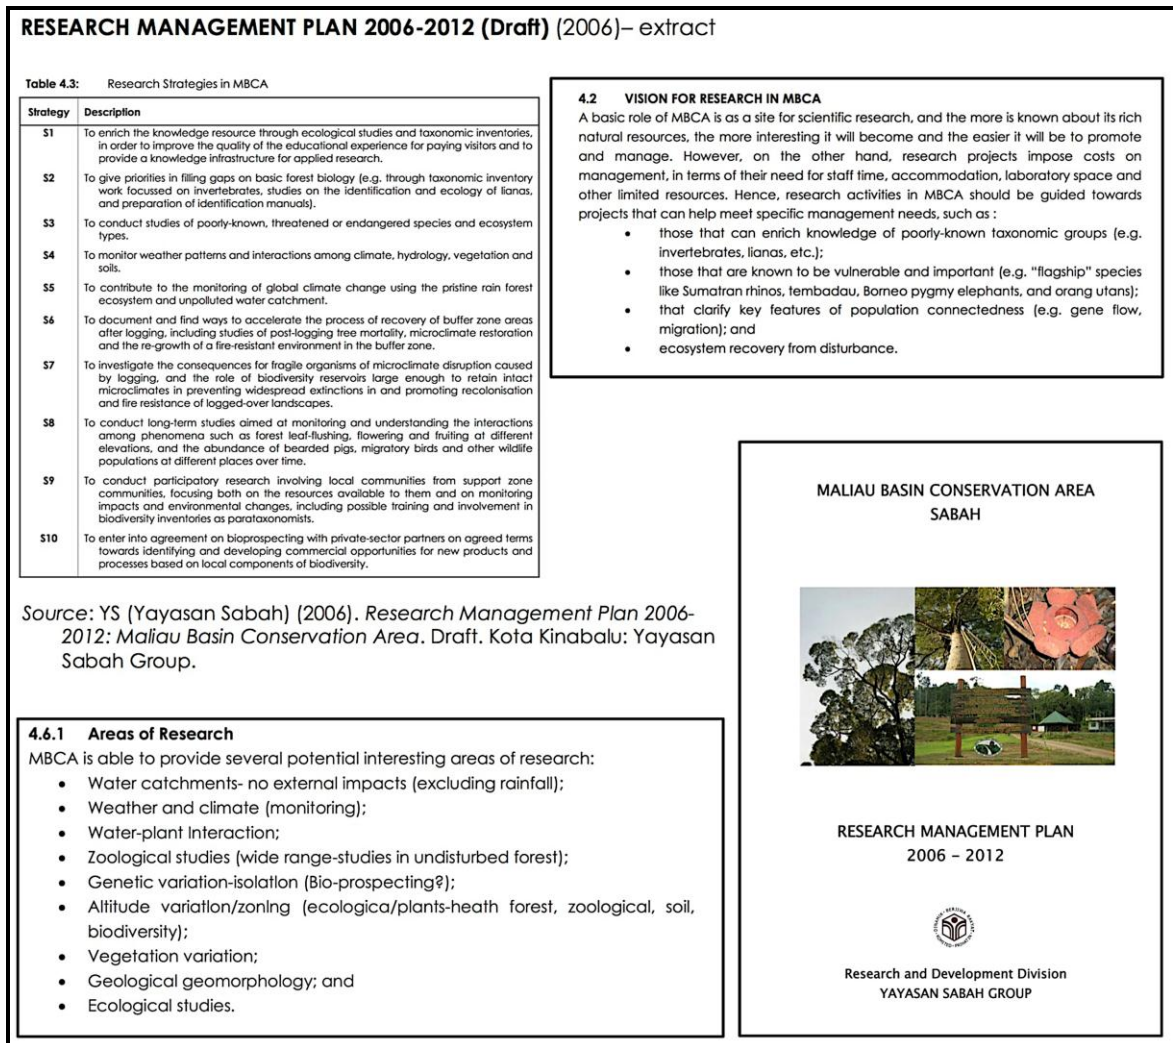 RESEARCH MANAGEMENT PLAN 2006-2012 (Draft) (2006)– extract
Table 4.3: Research Strategies in MBCA
Strategy Description
S1 To enrich the knowledge resource through ecological studies and taxonomic inventories,
in order to improve the quality of the educational experience for paying visitors and to
provide a knowledge infrastructure for applied research.
S2 To give priorities in filling gaps on basic forest biology (e.g. through taxonomic inventory
work focussed on invertebrates, studies on the identification and ecology of lianas,
and preparation of identification manuals).
S3 To conduct studies of poorly-known, threatened or endangered species and ecosystem
types.
S4 To monitor weather patterns and interactions among climate, hydrology, vegetation and
soils.
S5 To contribute to the monitoring of global climate change using the pristine rain forest
ecosystem and unpolluted water catchment.
S6 To document and find ways to accelerate the process of recovery of buffer zone areas
after logging, including studies of post-logging tree mortality, microclimate restoration
and the re-growth of a fire-resistant environment in the buffer zone.
S7 To investigate the consequences for fragile organisms of microclimate disruption caused
by logging, and the role of biodiversity reservoirs large enough to retain intact
microclimates in preventing widespread extinctions in and promoting recolonisation
and fire resistance of logged-over landscapes.
S8 To conduct long-term studies aimed at monitoring and understanding the interactions
among phenomena such as forest leaf-flushing, flowering and fruiting at different
elevations, and the abundance of bearded pigs, migratory birds and other wildlife
populations at different places over time.
S9 To conduct participatory research involving local communities from support zone
communities, focusing both on the resources available to them and on monitoring
impacts and environmental changes, including possible training and involvement in
biodiversity inventories as parataxonomists.
S10 To enter into agreement on bioprospecting with private-sector partners on agreed terms
towards identifying and developing commercial opportunities for new products and
processes based on local components of biodiversity.
4.2 VISION FOR RESEARCH IN MBCA
A basic role of MBCA is as a site for scientific research, and the more is known about its rich
natural resources, the more interesting it will become and the easier it will be to promote
and manage. However, on the other hand, research projects impose costs on
management, in terms of their need for staff time, accommodation, laboratory space and
other limited resources. Hence, research activities in MBCA should be guided towards
projects that can help meet specific management needs, such as :
• those that can enrich knowledge of poorly-known taxonomic groups (e.g.
invertebrates, lianas, etc.);
• those that are known to be vulnerable and important (e.g. “flagship” species
like Sumatran rhinos, tembadau, Borneo pygmy elephants, and orang utans);
• that clarify key features of population connectedness (e.g. gene flow,
migration); and
• ecosystem recovery from disturbance.
Source: YS (Yayasan Sabah) (2006). Research Management Plan 2006-
2012: Maliau Basin Conservation Area. Draft. Kota Kinabalu: Yayasan
Sabah Group.
4.6.1 Areas of Research
MBCA is able to provide several potential interesting areas of research:
• Water catchments- no external impacts (excluding rainfall);
• Weather and climate (monitoring);
• Water-plant Interaction;
• Zoological studies (wide range-studies in undisturbed forest);
• Genetic variation-isolation (Bio-prospecting?);
• Altitude variation/zoning (ecologica/plants-heath forest, zoological, soil,
biodiversity);
• Vegetation variation;
• Geological geomorphology; and
• Ecological studies.
MALIAU BASIN CONSERVATION AREA
SABAH
RESEARCH MANAGEMENT PLAN
2006 – 2012
Research and Development Division
YAYASAN SABAH GROUP